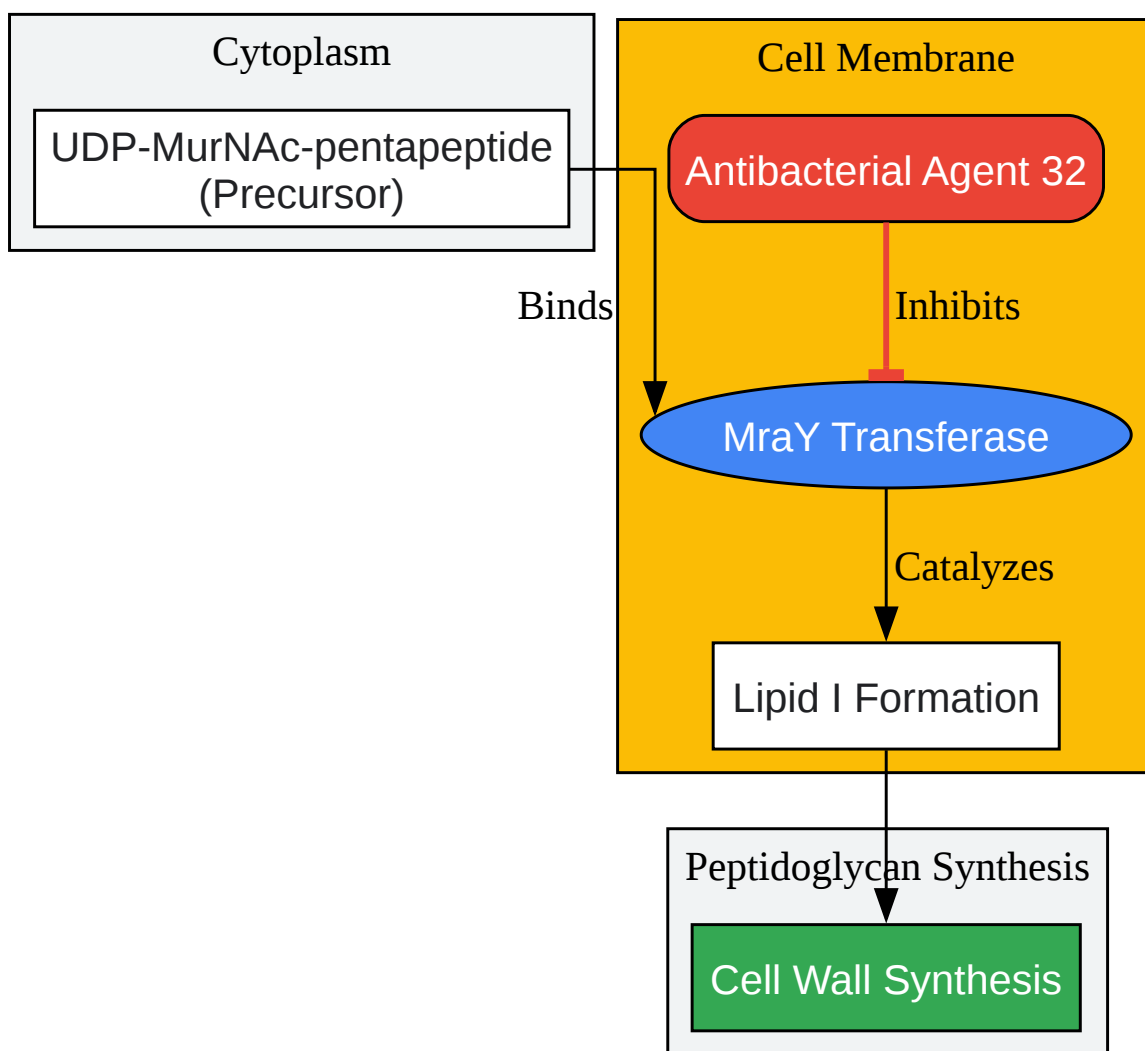 Cytoplasm
UDP-MurNAc-pentapeptide
(Precursor)
Cell Membrane
Antibacterial Agent 32
Binds
Inhibits
MraY Transferase
Catalyzes
Lipid I Formation
Peptidoglycan Synthesis
Cell Wall Synthesis